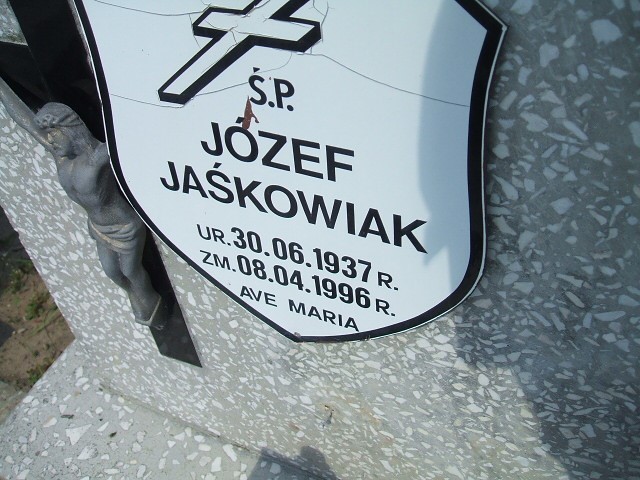 Ś.P.
JÓZEF
JAŚKOWIAK
UR. 30.06.1937 R.
ZM. 08.04.1996 R.
AVE MARIA